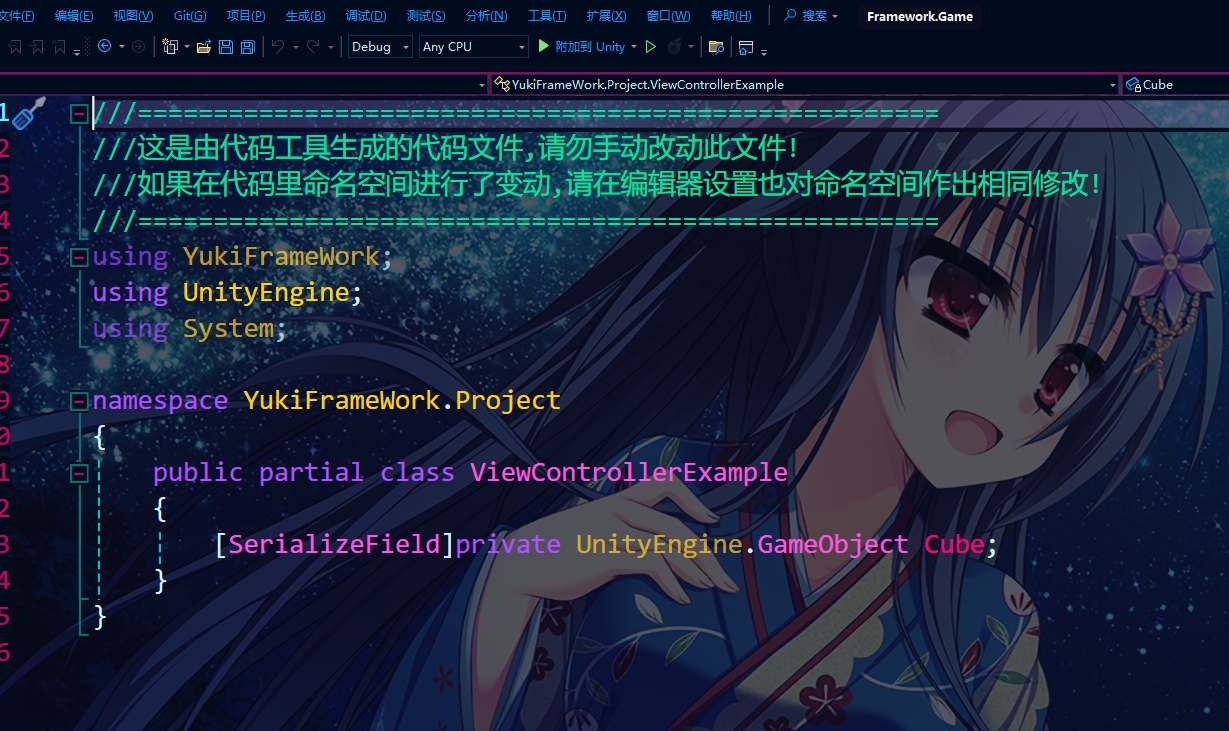 文件(F) 编辑(E) 视图(V) Git(G) 项目(P) 生成(B) 调试(D) 测试(S) 分析(N) 工具(T) 扩展(X) 窗口(W) 帮助(H) 搜索 Framework.Game
Debug Any CPU 附加到 Unity
YukiFrameWork.Project.ViewControllerExample Cube
1 ///=====================================================
2 ///这是由代码工具生成的代码文件,请勿手动改动此文件!
3 ///如果在代码里命名空间进行了变动,请在编辑器设置也对命名空间作出相同修改!
4 ///=====================================================
5 using YukiFrameWork;
6 using UnityEngine;
7 using System;
8
9 namespace YukiFrameWork.Project
0 {
1 public partial class ViewControllerExample
2 {
3 [SerializeField]private UnityEngine.GameObject Cube;
4 }
5 }
6